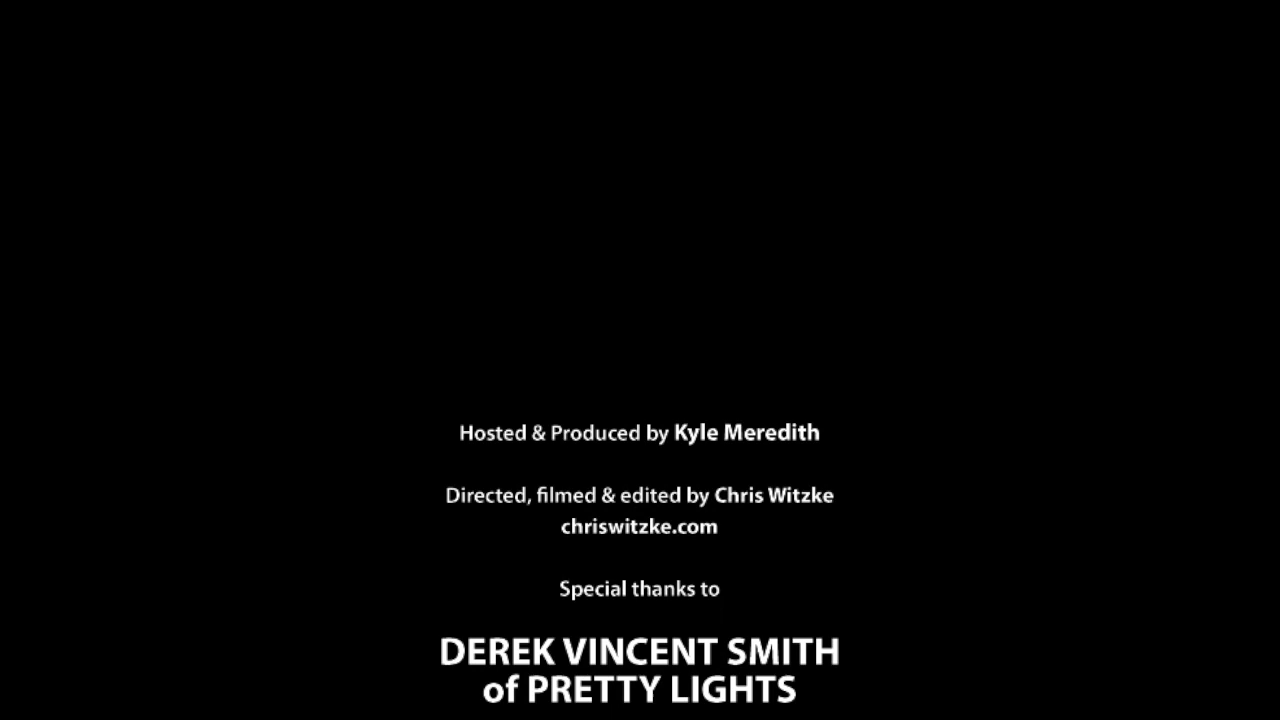 Hosted & Produced by Kyle Meredith
Directed, filmed & edited by Chris Witzke
chriswitzke.com
Special thanks to
DEREK VINCENT SMITH
of PRETTY LIGHTS